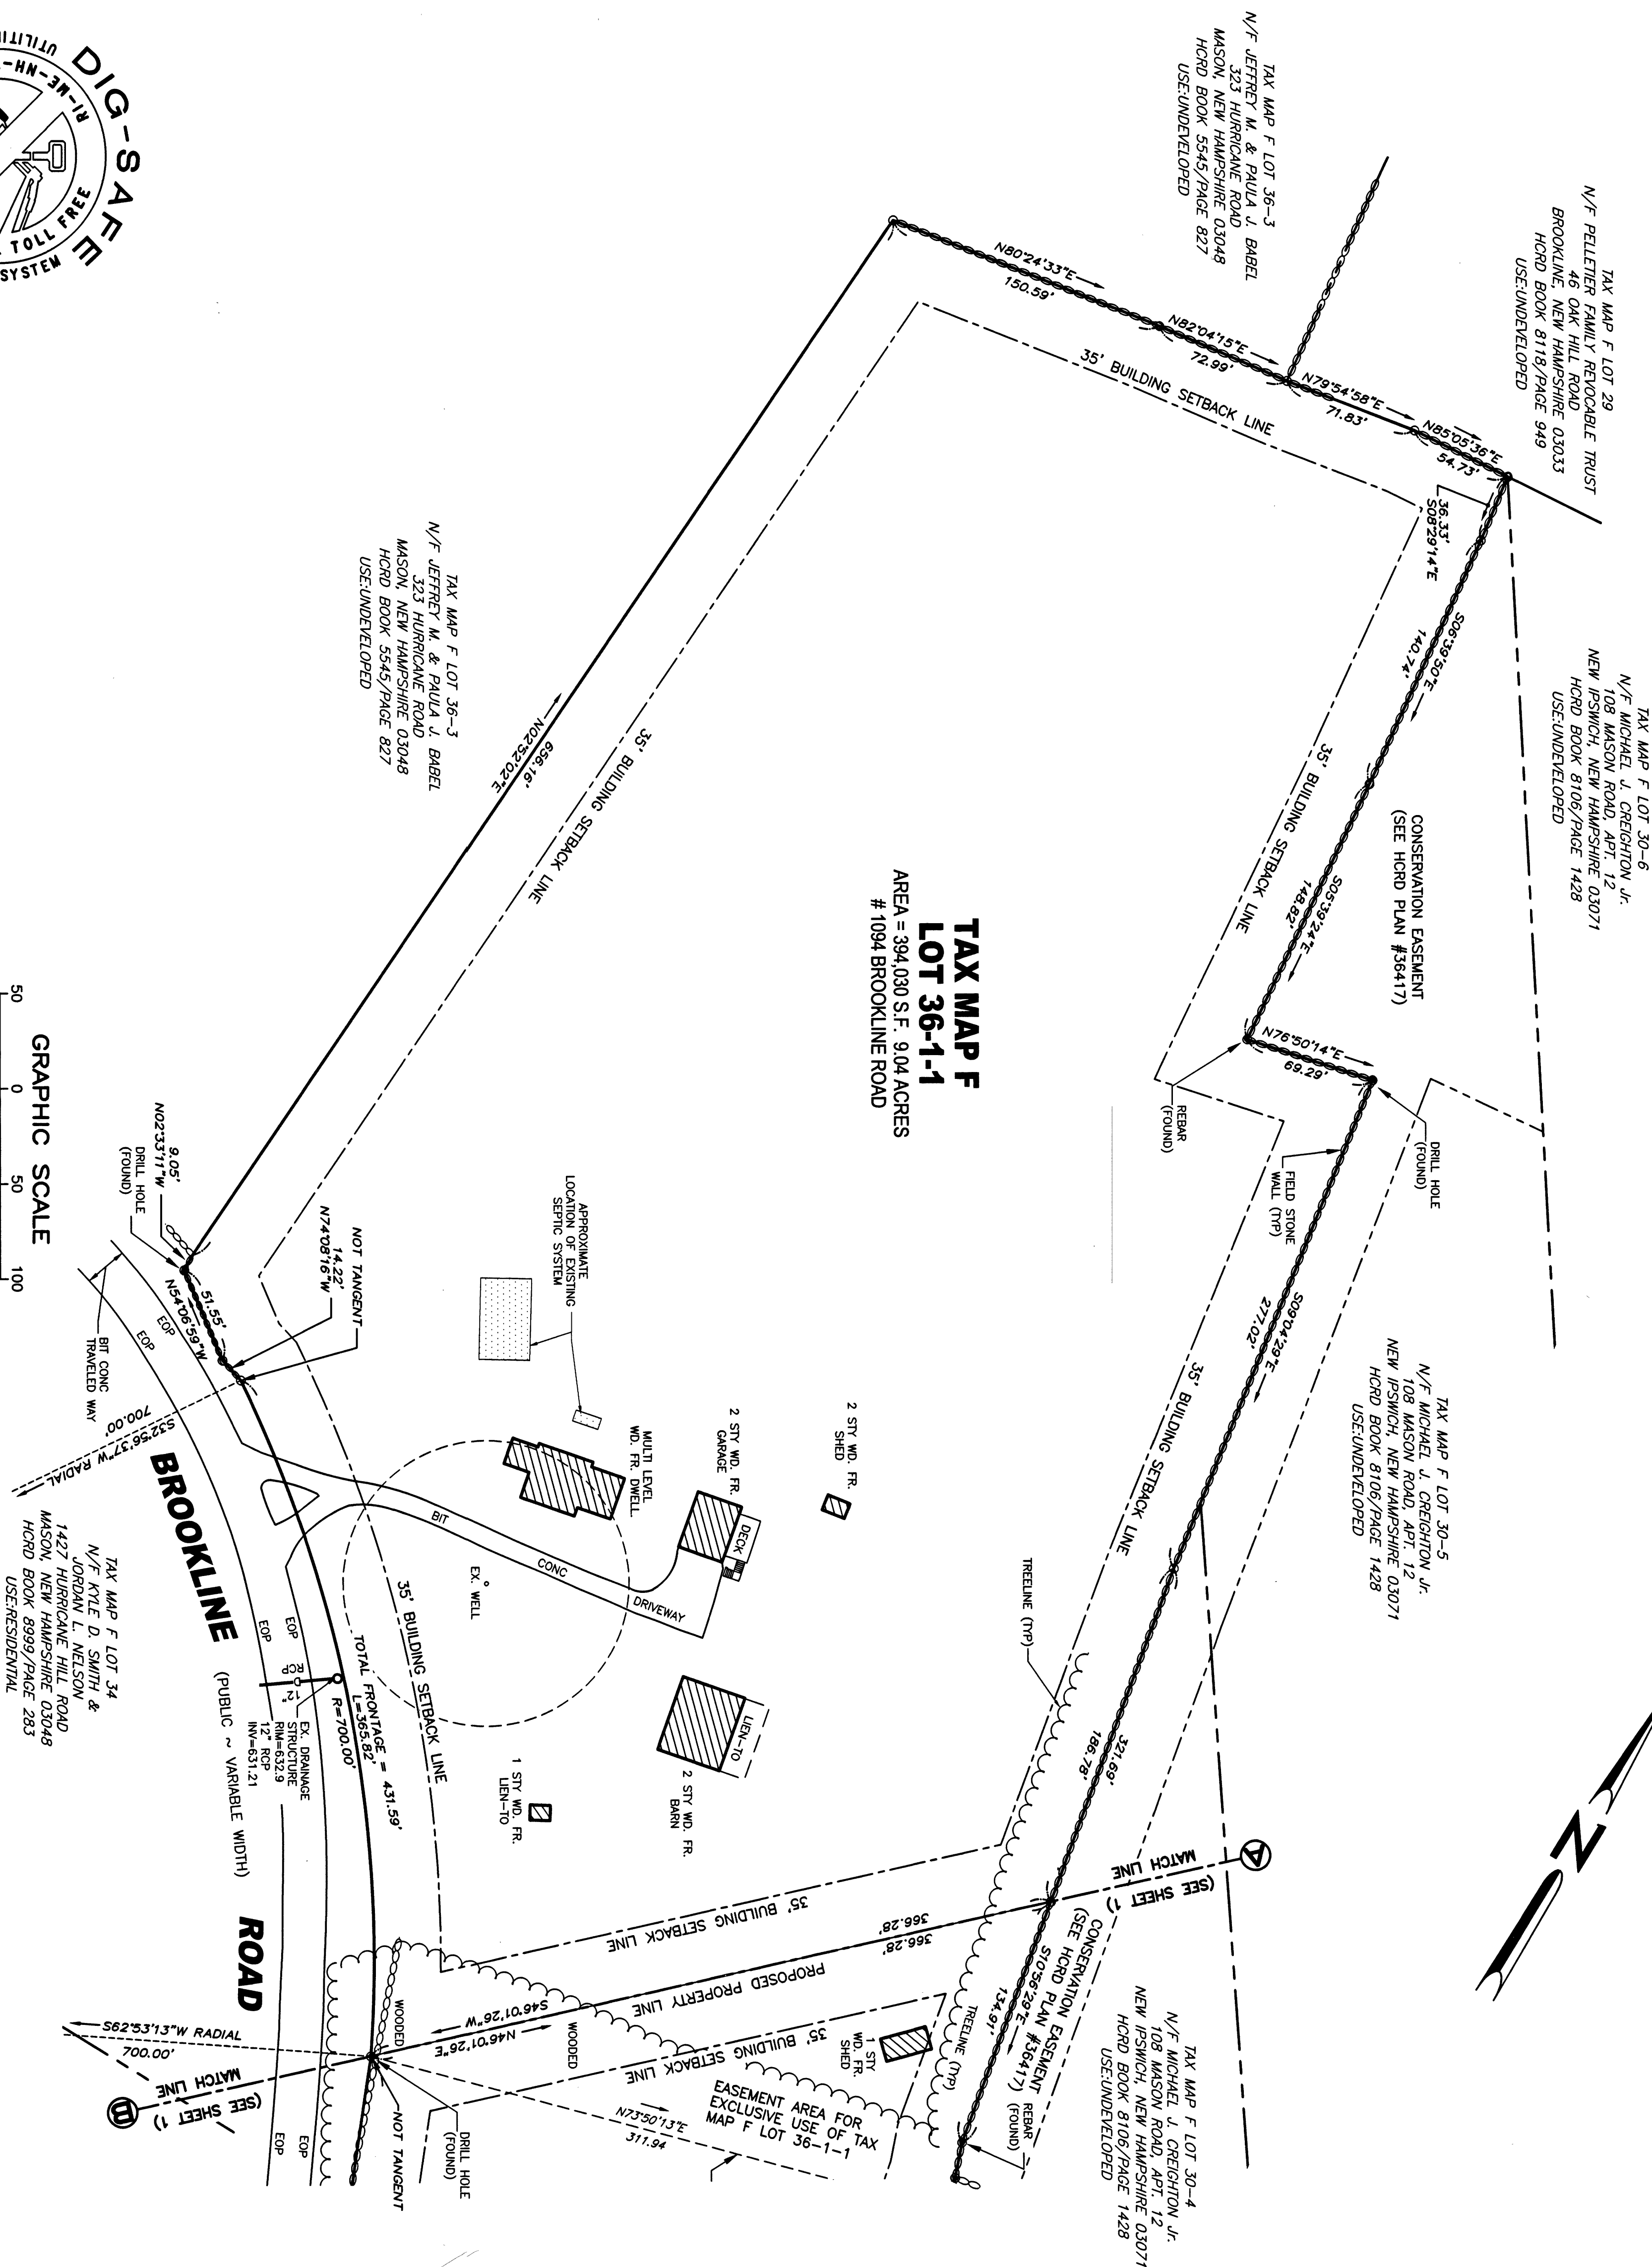 DIG-SAFE
UTILITI
RI-ME-NH-
TOLL FREE
SYSTEM
TAX MAP F LOT 36-3
N/F JEFFREY M. & PAULA J. BABEL
323 HURRICANE ROAD
MASON, NEW HAMPSHIRE 03048
HCRD BOOK 5545/PAGE 827
USE:UNDEVELOPED
TAX MAP F LOT 29
N/F PELLETIER FAMILY REVOCABLE TRUST
46 OAK HILL ROAD
BROOKLINE, NEW HAMPSHIRE 03033
HCRD BOOK 8118/PAGE 949
USE:UNDEVELOPED
TAX MAP F LOT 30-6
N/F MICHAEL J. CREIGHTON Jr.
108 MASON ROAD, APT. 12
NEW IPSWICH, NEW HAMPSHIRE 03071
HCRD BOOK 8106/PAGE 1428
USE:UNDEVELOPED
N80°24'33"E
150.59'
N82°04'15"E
72.99'
N79°54'58"E
71.83'
N85°05'36"E
54.73'
35' BUILDING SETBACK LINE
36.33'
S08°29'14"E
S06°39'50"E
140.74'
35' BUILDING SETBACK LINE
CONSERVATION EASEMENT
(SEE HCRD PLAN #36417)
S05°39'24"E
148.82'
N76°50'14"E
69.29'
REBAR
(FOUND)
DRILL HOLE
(FOUND)
FIELD STONE
WALL (TYP)
TAX MAP F LOT 36-3
N/F JEFFREY M. & PAULA J. BABEL
323 HURRICANE ROAD
MASON, NEW HAMPSHIRE 03048
HCRD BOOK 5545/PAGE 827
USE:UNDEVELOPED
656.16'
N02°52'02"E
35' BUILDING SETBACK LINE
TAX MAP F
LOT 36-1-1
AREA = 394,030 S.F. 9.04 ACRES
# 1094 BROOKLINE ROAD
TAX MAP F LOT 30-5
N/F MICHAEL J. CREIGHTON Jr.
108 MASON ROAD, APT. 12
NEW IPSWICH, NEW HAMPSHIRE 03071
HCRD BOOK 8106/PAGE 1428
USE:UNDEVELOPED
S09°04'29"E
277.02'
35' BUILDING SETBACK LINE
GRAPHIC SCALE
50
0
50
100
9.05'
N02°33'11"W
DRILL HOLE
(FOUND)
NOT TANGENT
14.22'
N74°08'16"W
51.55'
N54°06'59"W
EOP
EOP
BIT CONC
TRAVELED WAY
APPROXIMATE
LOCATION OF EXISTING
SEPTIC SYSTEM
2 STY WD. FR.
SHED
2 STY WD. FR.
GARAGE
DECK
MULTI LEVEL
WD. FR. DWELL.
BIT
CONC
DRIVEWAY
EX. WELL
TREELINE (TYP)
S32°56'37"W RADIAL
700.00'
BROOKLINE
ROAD
(PUBLIC ~ VARIABLE WIDTH)
TAX MAP F LOT 34
N/F KYLE D. SMITH &
JORDAN L. NELSON
1427 HURRICANE HILL ROAD
MASON, NEW HAMPSHIRE 03048
HCRD BOOK 8999/PAGE 283
USE:RESIDENTIAL
35' BUILDING SETBACK LINE
TOTAL FRONTAGE = 431.59'
L=365.82'
R=700.00'
EOP
EOP
12"
RCP
EX. DRAINAGE
STRUCTURE
RIM=632.9
12" RCP
INV=631.21
LIEN-TO
2 STY WD. FR.
BARN
1 STY WD. FR.
LIEN-TO
321.69'
186.78'
A
MATCH LINE
(SEE SHEET 1)
35' BUILDING SETBACK LINE
366.28'
366.28'
PROPOSED PROPERTY LINE
S46°01'26"W
N46°01'26"E
WOODED
WOODED
35' BUILDING SETBACK LINE
1 STY
WD. FR.
SHED
TREELINE (TYP)
CONSERVATION EASEMENT
(SEE HCRD PLAN #36417)
S10°56'29"E
134.91'
REBAR
(FOUND)
N
TAX MAP F LOT 30-4
N/F MICHAEL J. CREIGHTON Jr.
108 MASON ROAD, APT. 12
NEW IPSWICH, NEW HAMPSHIRE 03071
HCRD BOOK 8106/PAGE 1428
USE:UNDEVELOPED
EASEMENT AREA FOR
EXCLUSIVE USE OF TAX
MAP F LOT 36-1-1
N73°50'13"E
311.94
S62°53'13"W RADIAL
700.00'
MATCH LINE
(SEE SHEET 1)
B
DRILL HOLE
(FOUND)
NOT TANGENT
EOP
EOP